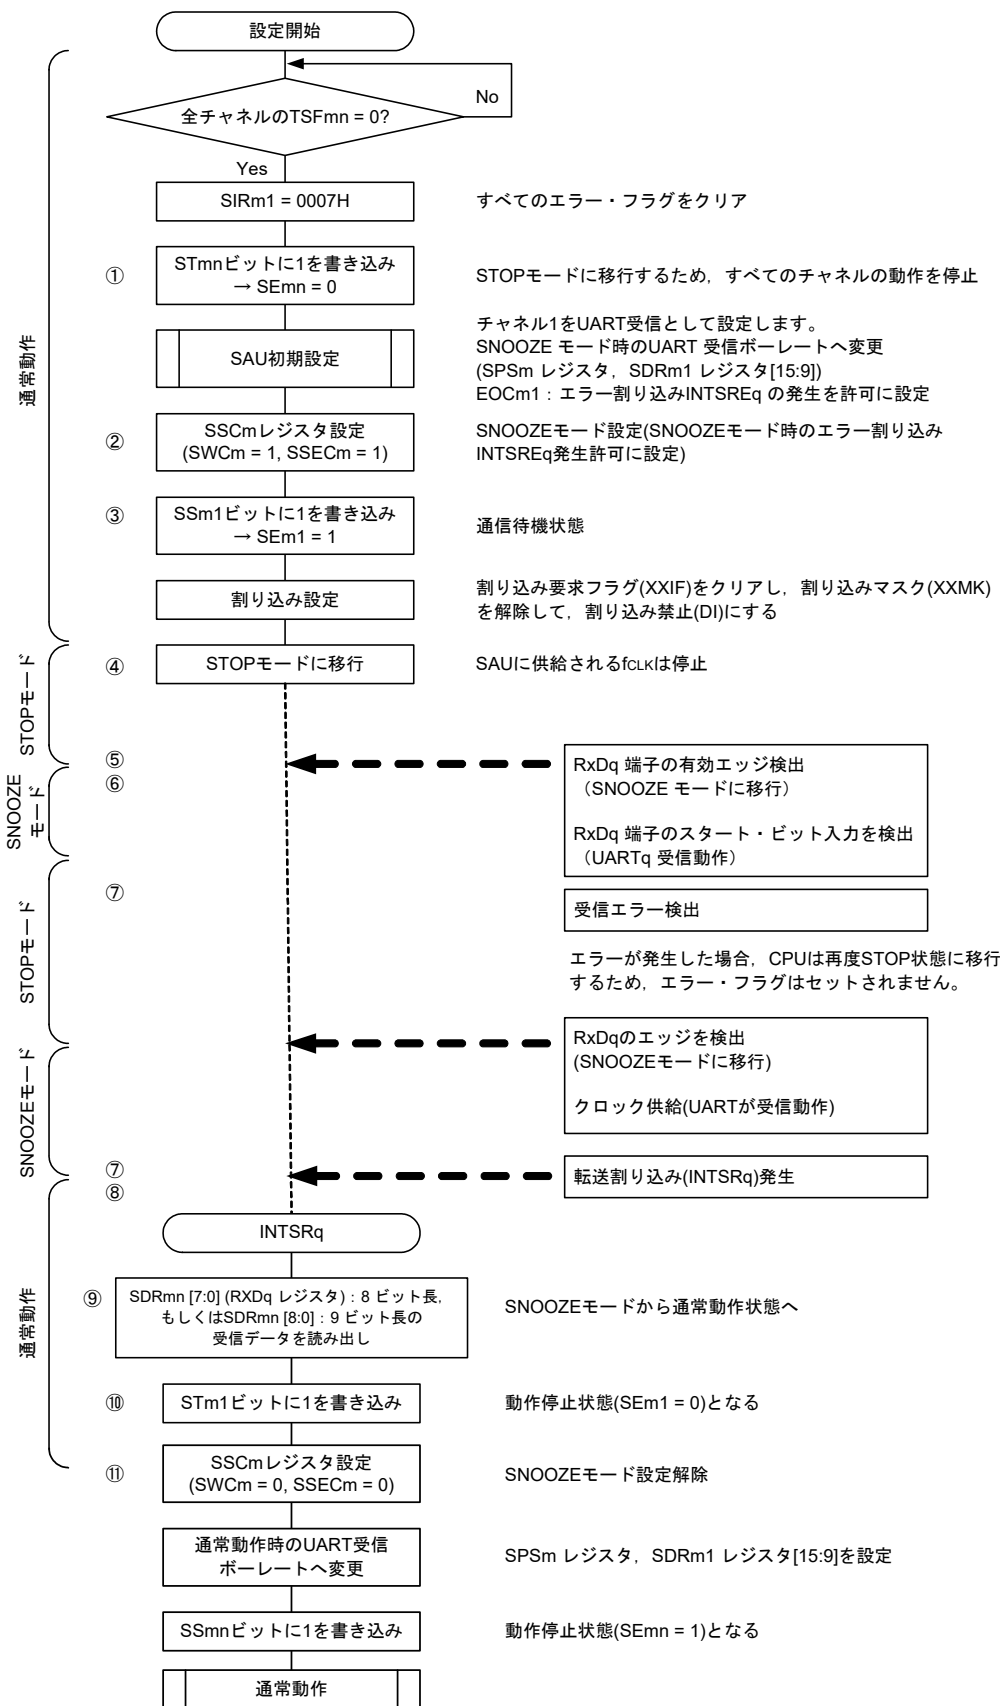 設定開始
全チャネルのTSFmn = 0?
No
Yes
SIRm1 = 0007H
すべてのエラー・フラグをクリア
①
STmnビットに1を書き込み
→ SEmn = 0
STOPモードに移行するため，すべてのチャネルの動作を停止
通常動作
SAU初期設定
チャネル1をUART受信として設定します。
SNOOZE モード時のUART 受信ボーレートへ変更
(SPSm レジスタ，SDRm1 レジスタ[15:9])
EOCm1：エラー割り込みINTSREq の発生を許可に設定
②
SSCmレジスタ設定
(SWCm = 1, SSECm = 1)
SNOOZEモード設定(SNOOZEモード時のエラー割り込み
INTSREq発生許可に設定)
③
SSm1ビットに1を書き込み
→ SEm1 = 1
通信待機状態
割り込み設定
割り込み要求フラグ(XXIF)をクリアし，割り込みマスク(XXMK)
を解除して，割り込み禁止(DI)にする
STOPモード
④
STOPモードに移行
SAUに供給されるfCLKは停止
⑤
⑥
SNOOZE
モード
RxDq 端子の有効エッジ検出
（SNOOZE モードに移行）
RxDq 端子のスタート・ビット入力を検出
（UARTq 受信動作）
⑦
STOPモード
受信エラー検出
エラーが発生した場合，CPUは再度STOP状態に移行
するため，エラー・フラグはセットされません。
SNOOZEモード
RxDqのエッジを検出
(SNOOZEモードに移行)
クロック供給(UARTが受信動作)
⑦
⑧
転送割り込み(INTSRq)発生
INTSRq
通常動作
⑨
SDRmn [7:0] (RXDq レジスタ)：8 ビット長，
もしくはSDRmn [8:0]：9 ビット長の
受信データを読み出し
SNOOZEモードから通常動作状態へ
⑩
STm1ビットに1を書き込み
動作停止状態(SEm1 = 0)となる
⑪
SSCmレジスタ設定
(SWCm = 0, SSECm = 0)
SNOOZEモード設定解除
通常動作時のUART受信
ボーレートへ変更
SPSm レジスタ，SDRm1 レジスタ[15:9]を設定
SSmnビットに1を書き込み
動作停止状態(SEmn = 1)となる
通常動作